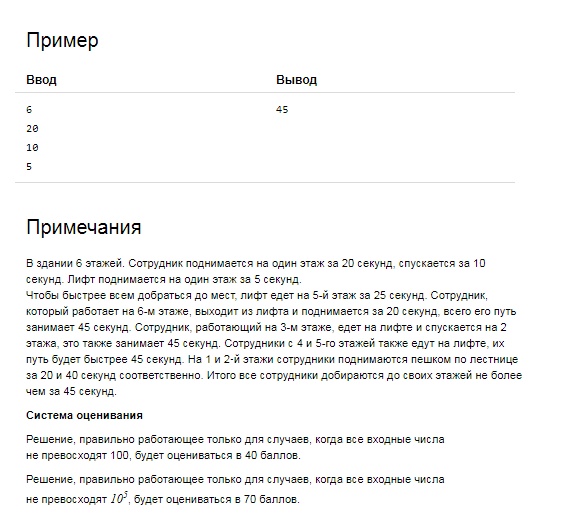 Пример
Ввод Вывод
6 45
20
10
5
Примечания
В здании 6 этажей. Сотрудник поднимается на один этаж за 20 секунд, спускается за 10
секунд. Лифт поднимается на один этаж за 5 секунд.
Чтобы быстрее всем добраться до мест, лифт едет на 5-й этаж за 25 секунд. Сотрудник,
который работает на 6-м этаже, выходит из лифта и поднимается за 20 секунд, всего его путь
занимает 45 секунд. Сотрудник, работающий на 3-м этаже, едет на лифте и спускается на 2
этажа, это также занимает 45 секунд. Сотрудники с 4 и 5-го этажей также едут на лифте, их
путь будет быстрее 45 секунд. На 1 и 2-й этажи сотрудники поднимаются пешком по лестнице
за 20 и 40 секунд соответственно. Итого все сотрудники добираются до своих этажей не более
чем за 45 секунд.
Система оценивания
Решение, правильно работающее только для случаев, когда все входные числа
не превосходят 100, будет оцениваться в 40 баллов.
Решение, правильно работающее только для случаев, когда все входные числа
не превосходят 10⁵, будет оцениваться в 70 баллов.